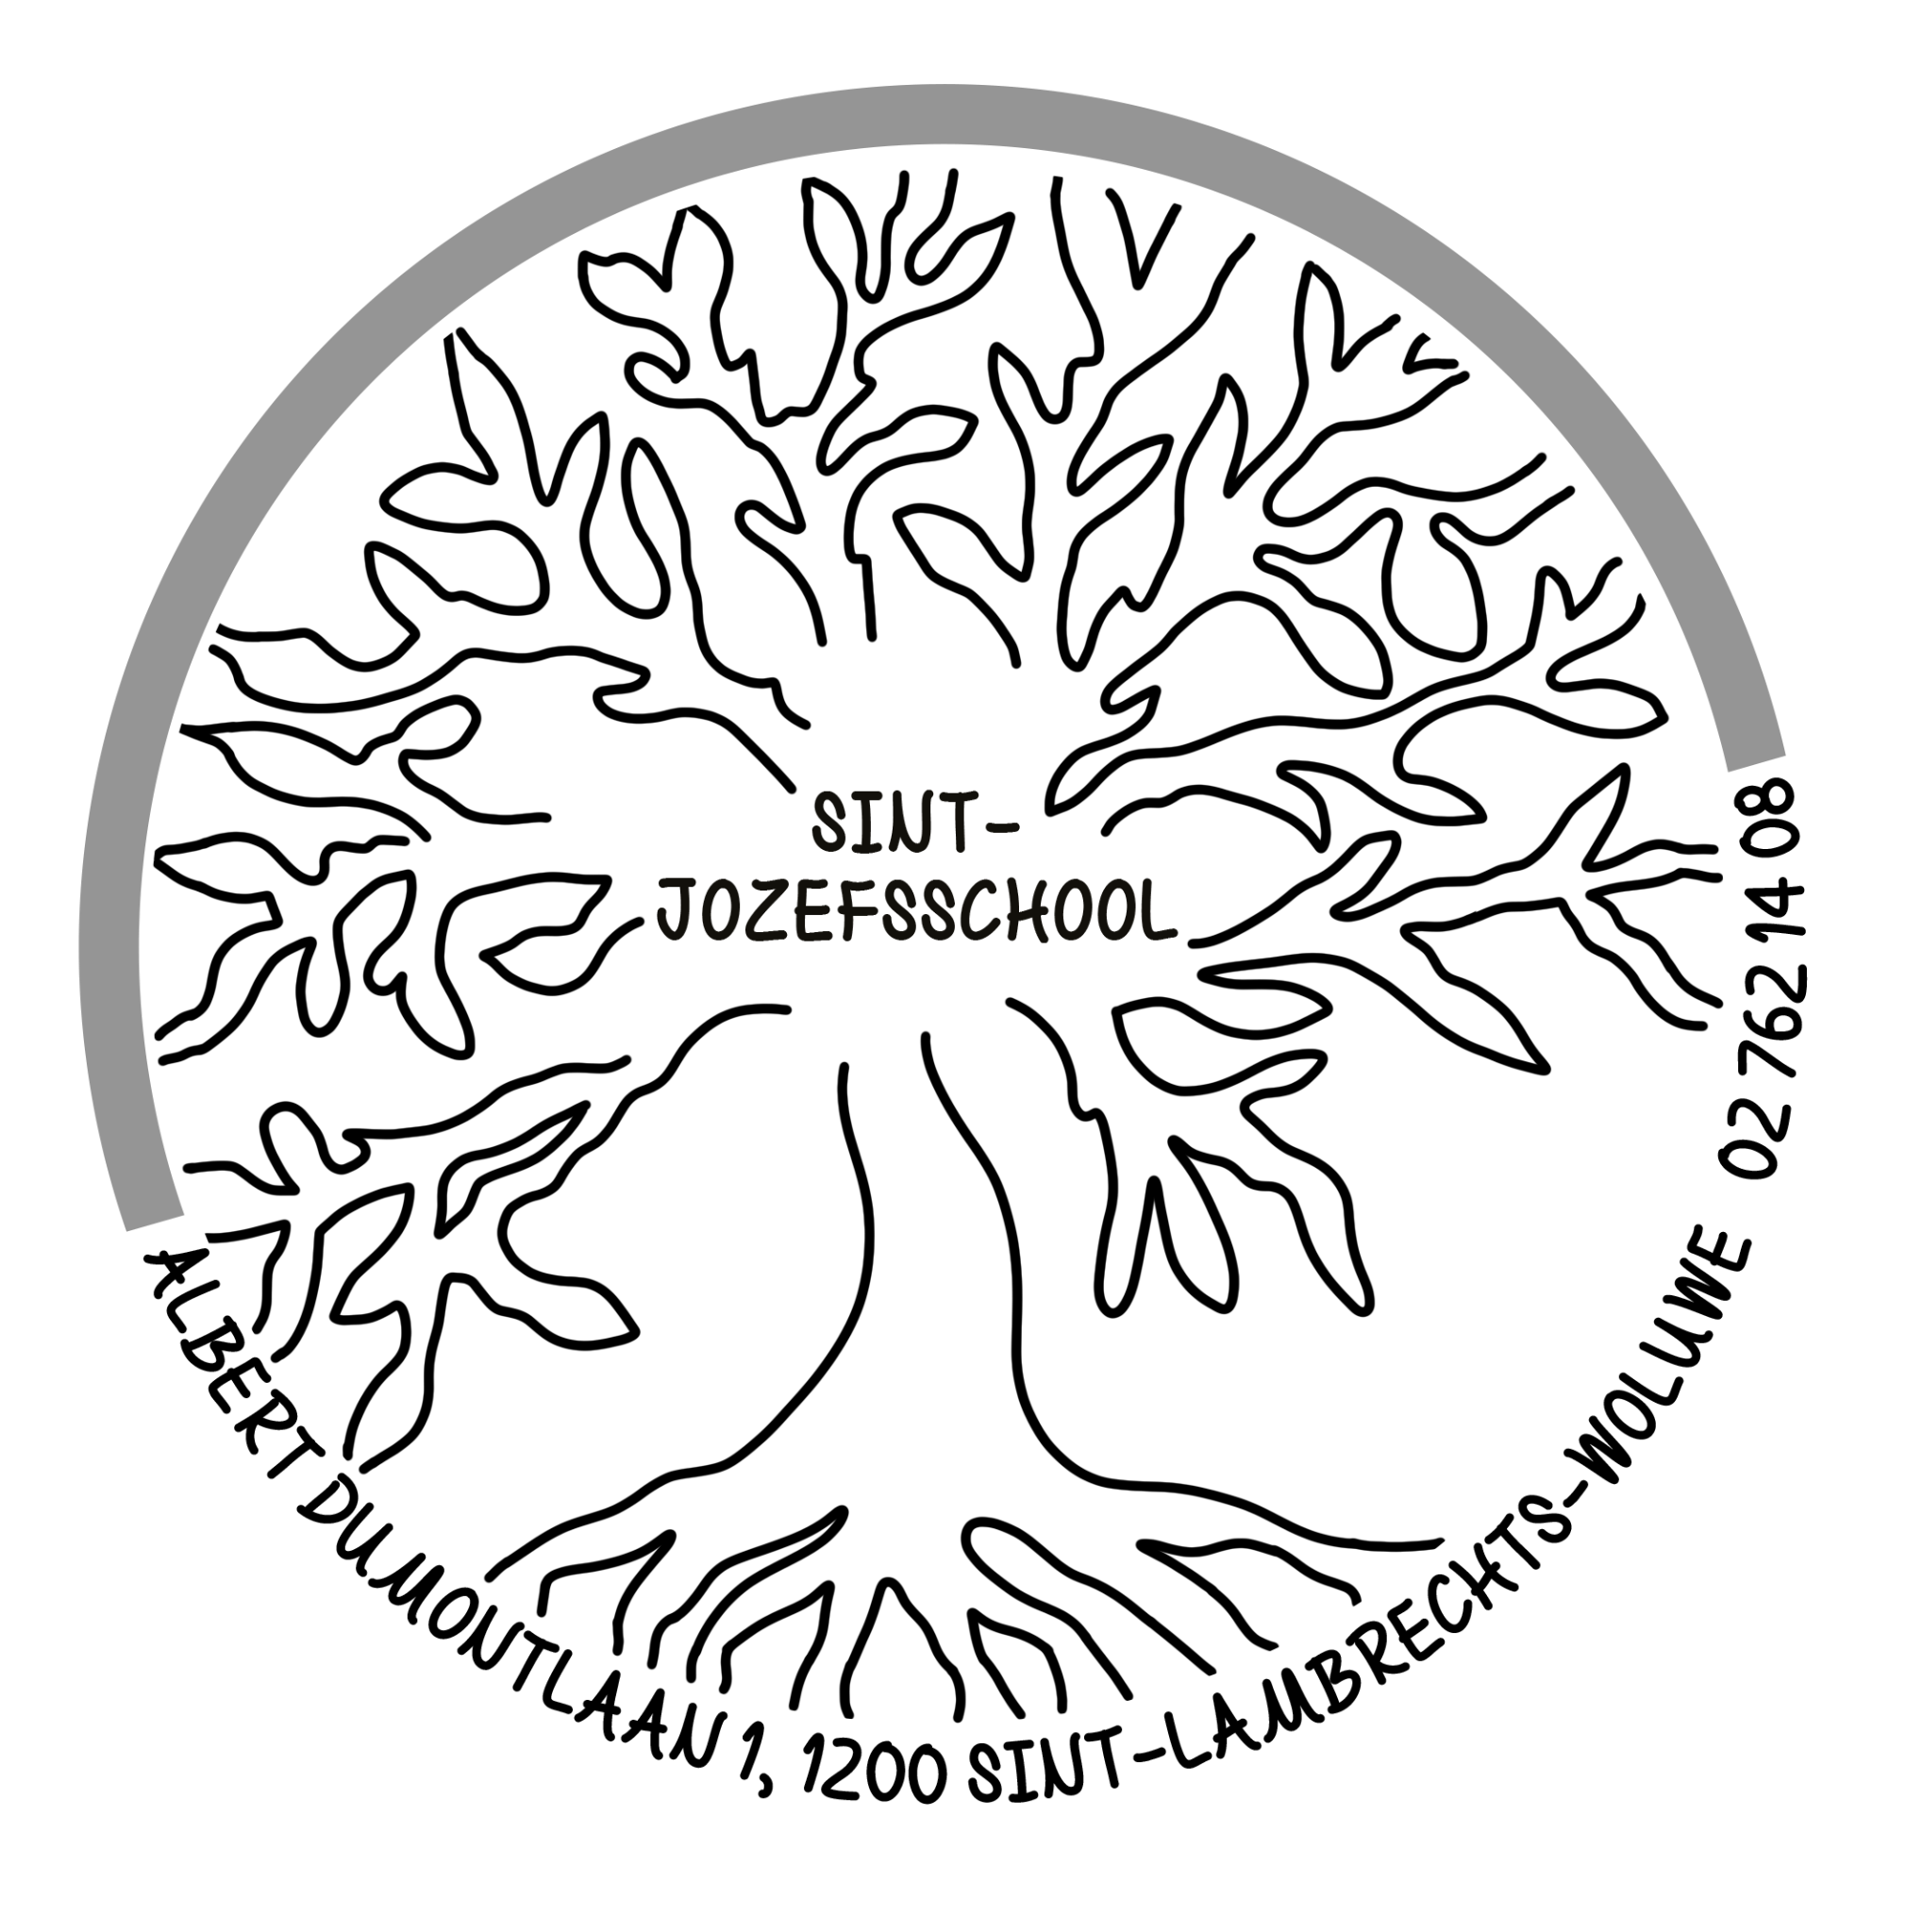 SINT-
JOZEFSSCHOOL
ALBERT DUMONTLAAN 1, 1200 SINT-LAMBRECHTS-WOLUWE 02 762 14 08